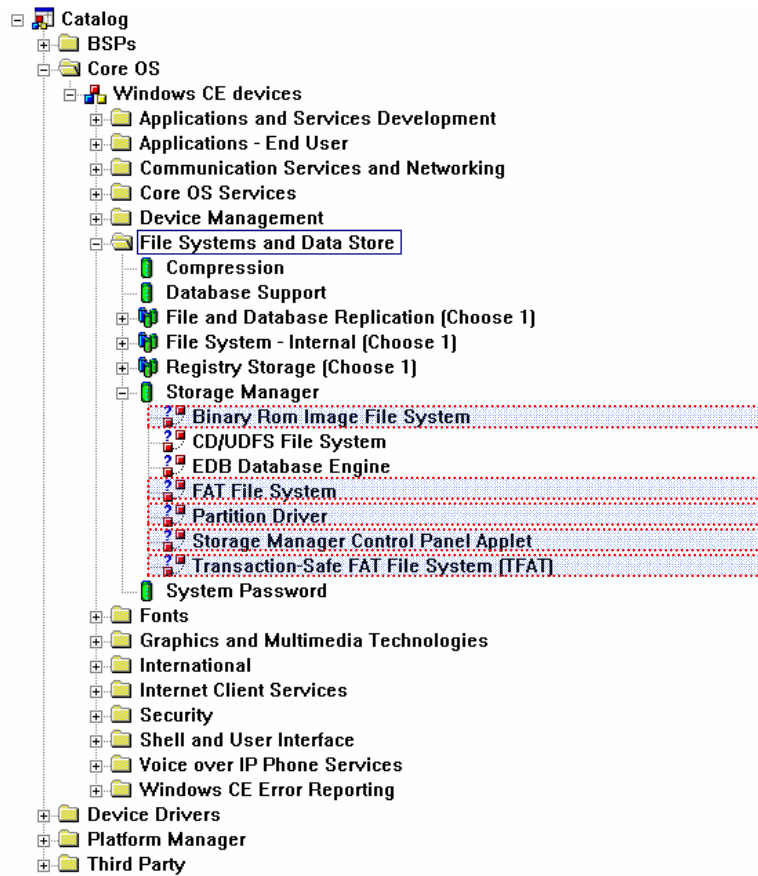 Catalog
BSPs
Core OS
Windows CE devices
Applications and Services Development
Applications - End User
Communication Services and Networking
Core OS Services
Device Management
File Systems and Data Store
Compression
Database Support
File and Database Replication (Choose 1)
File System - Internal (Choose 1)
Registry Storage (Choose 1)
Storage Manager
Binary Rom Image File System
CD/UDFS File System
EDB Database Engine
FAT File System
Partition Driver
Storage Manager Control Panel Applet
Transaction-Safe FAT File System (TFAT)
System Password
Fonts
Graphics and Multimedia Technologies
International
Internet Client Services
Security
Shell and User Interface
Voice over IP Phone Services
Windows CE Error Reporting
Device Drivers
Platform Manager
Third Party